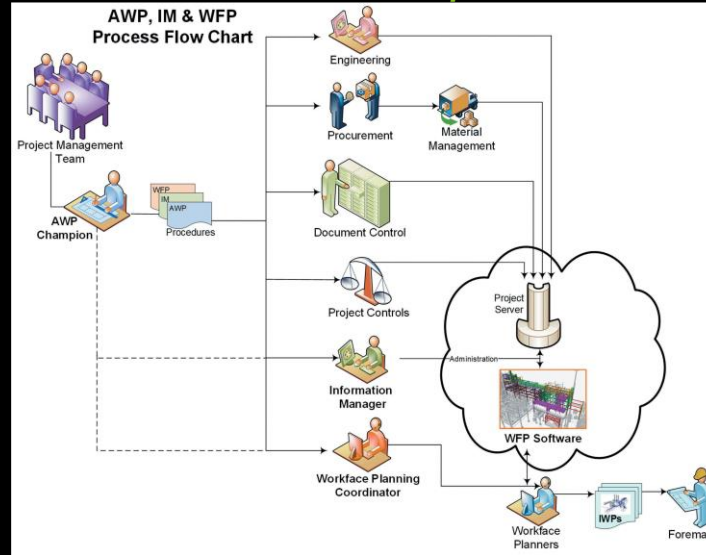 AWP, IM & WFP
Process Flow Chart
Engineering
Project Management
Team
Procurement
Material
Management
WFP
IM
AWP
Procedures
AWP
Champion
Document Control
Project
Server
Project Controls
Administration
Information
Manager
WFP Software
Workface Planning
Coordinator
IWPs
Workface
Planners